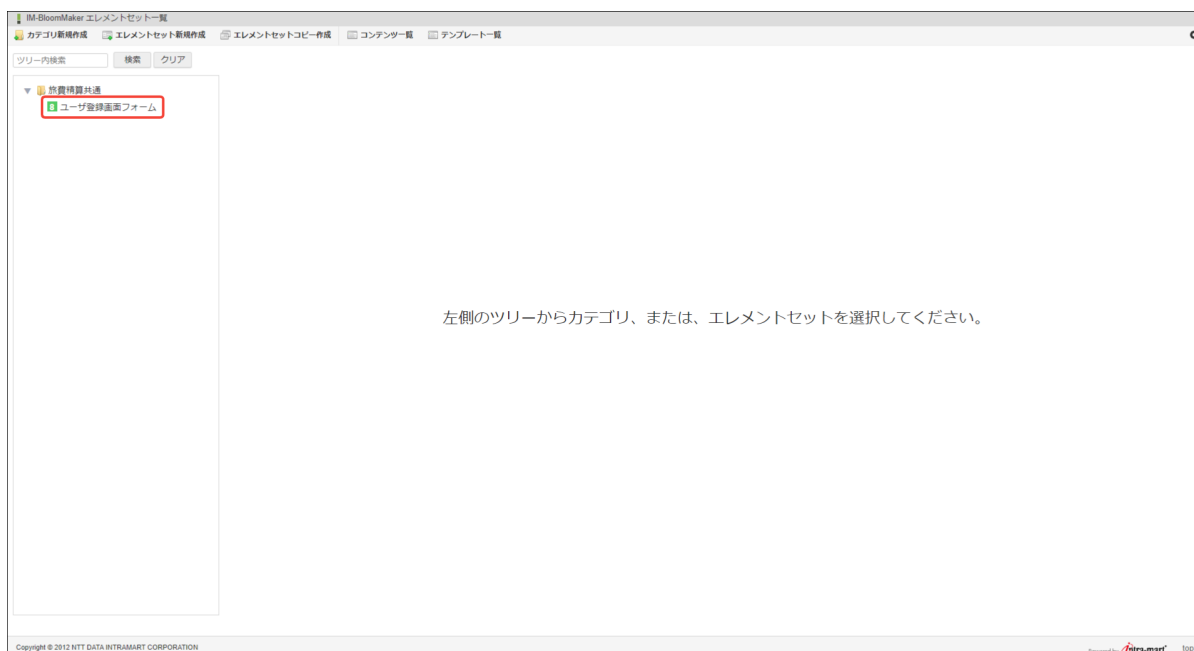 IM-BloomMaker エレメントセット一覧
カテゴリ新規作成 エレメントセット新規作成 エレメントセットコピー作成 コンテンツ一覧 テンプレート一覧
ツリー内検索 検索 クリア
旅費精算共通
ユーザ登録画面フォーム
左側のツリーからカテゴリ、または、エレメントセットを選択してください。
Copyright © 2012 NTT DATA INTRAMART CORPORATION
Powered by intra-mart top